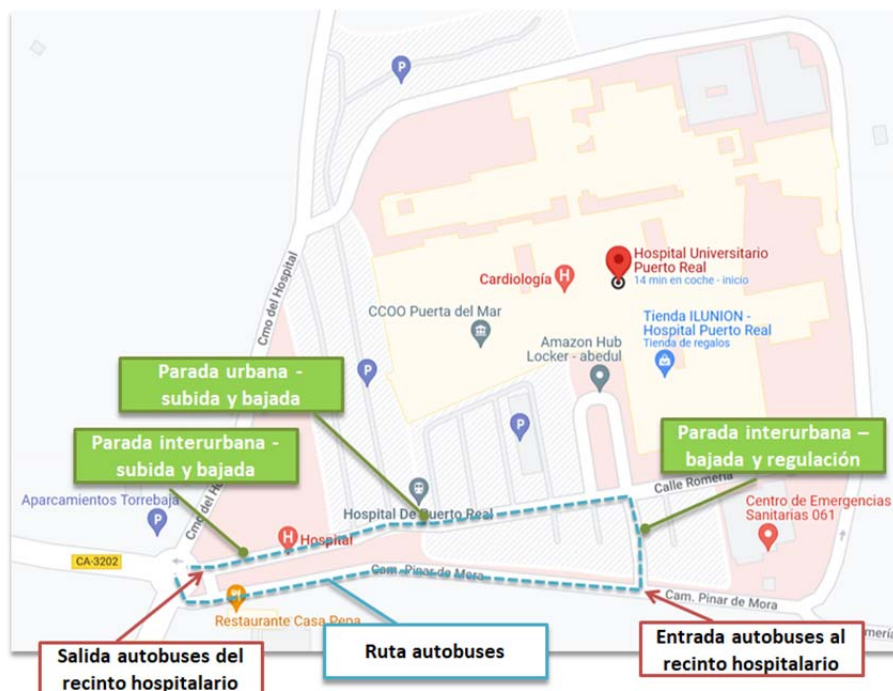 P
Cmo del Hospital
Hospital Universitario
Puerto Real
14 min en coche - inicio
Cardiología
H
CCOO Puerta del Mar
Tienda ILUNION -
Hospital Puerto Real
Tienda de regalos
Amazon Hub
Locker - abedul
Parada urbana -
subida y bajada
P
P
Parada interurbana -
subida y bajada
Parada interurbana –
bajada y regulación
Calle Romería
Aparcamientos Torrebaja
P
Cmo del
Hospital De Puerto Real
Centro de Emergencias
Sanitarias 061
H
Hospital
CA-3202
Cam. Pinar de Mora
Cam. Pinar de Mora
Restaurante Casa Pepa
Salida autobuses del
recinto hospitalario
Ruta autobuses
Entrada autobuses al
recinto hospitalario